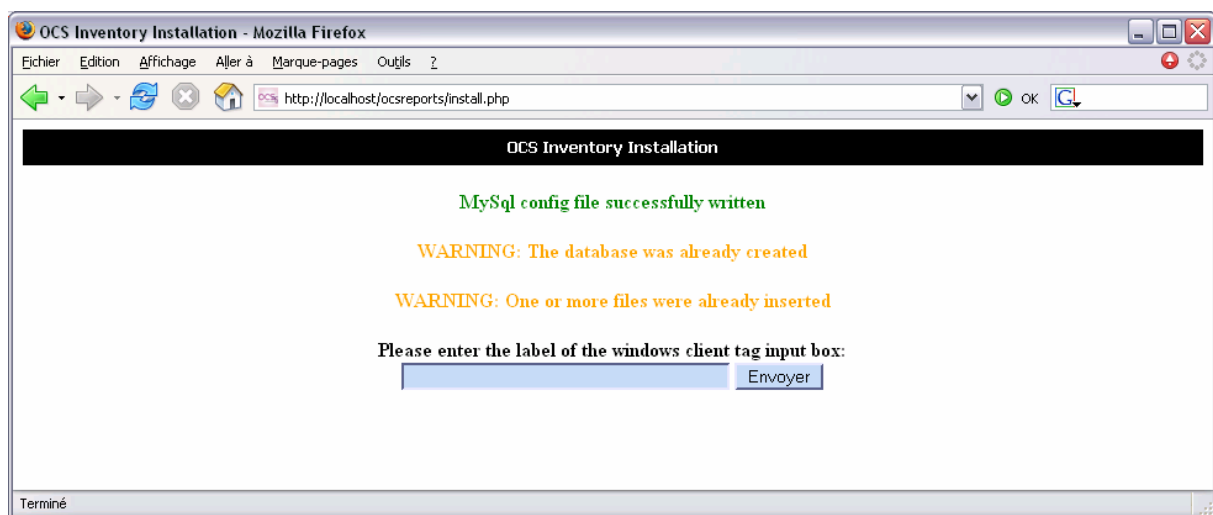 OCS Inventory Installation - Mozilla Firefox
Fichier Edition Affichage Aller à Marque-pages Outils ?
OCS http://localhost/ocsreports/install.php OK G
OCS Inventory Installation
MySql config file successfully written
WARNING: The database was already created
WARNING: One or more files were already inserted
Please enter the label of the windows client tag input box:
Envoyer
Terminé